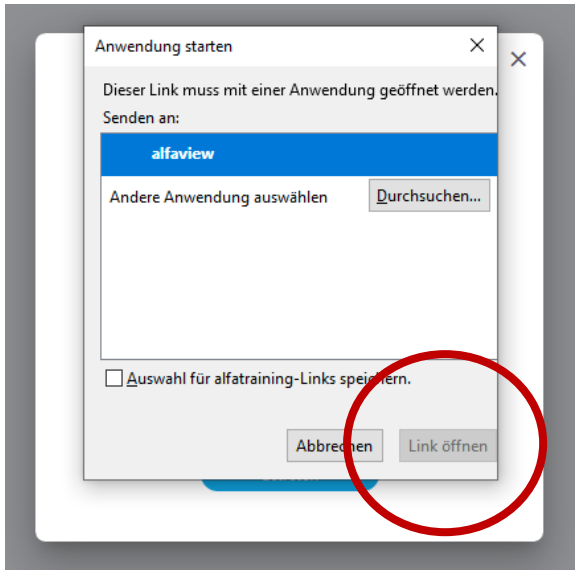 Anwendung starten
Dieser Link muss mit einer Anwendung geöffnet werden.
Senden an:
alfaview
Andere Anwendung auswählen
Durchsuchen...
Auswahl für alfatraining-Links speichern.
Abbrechen
Link öffnen